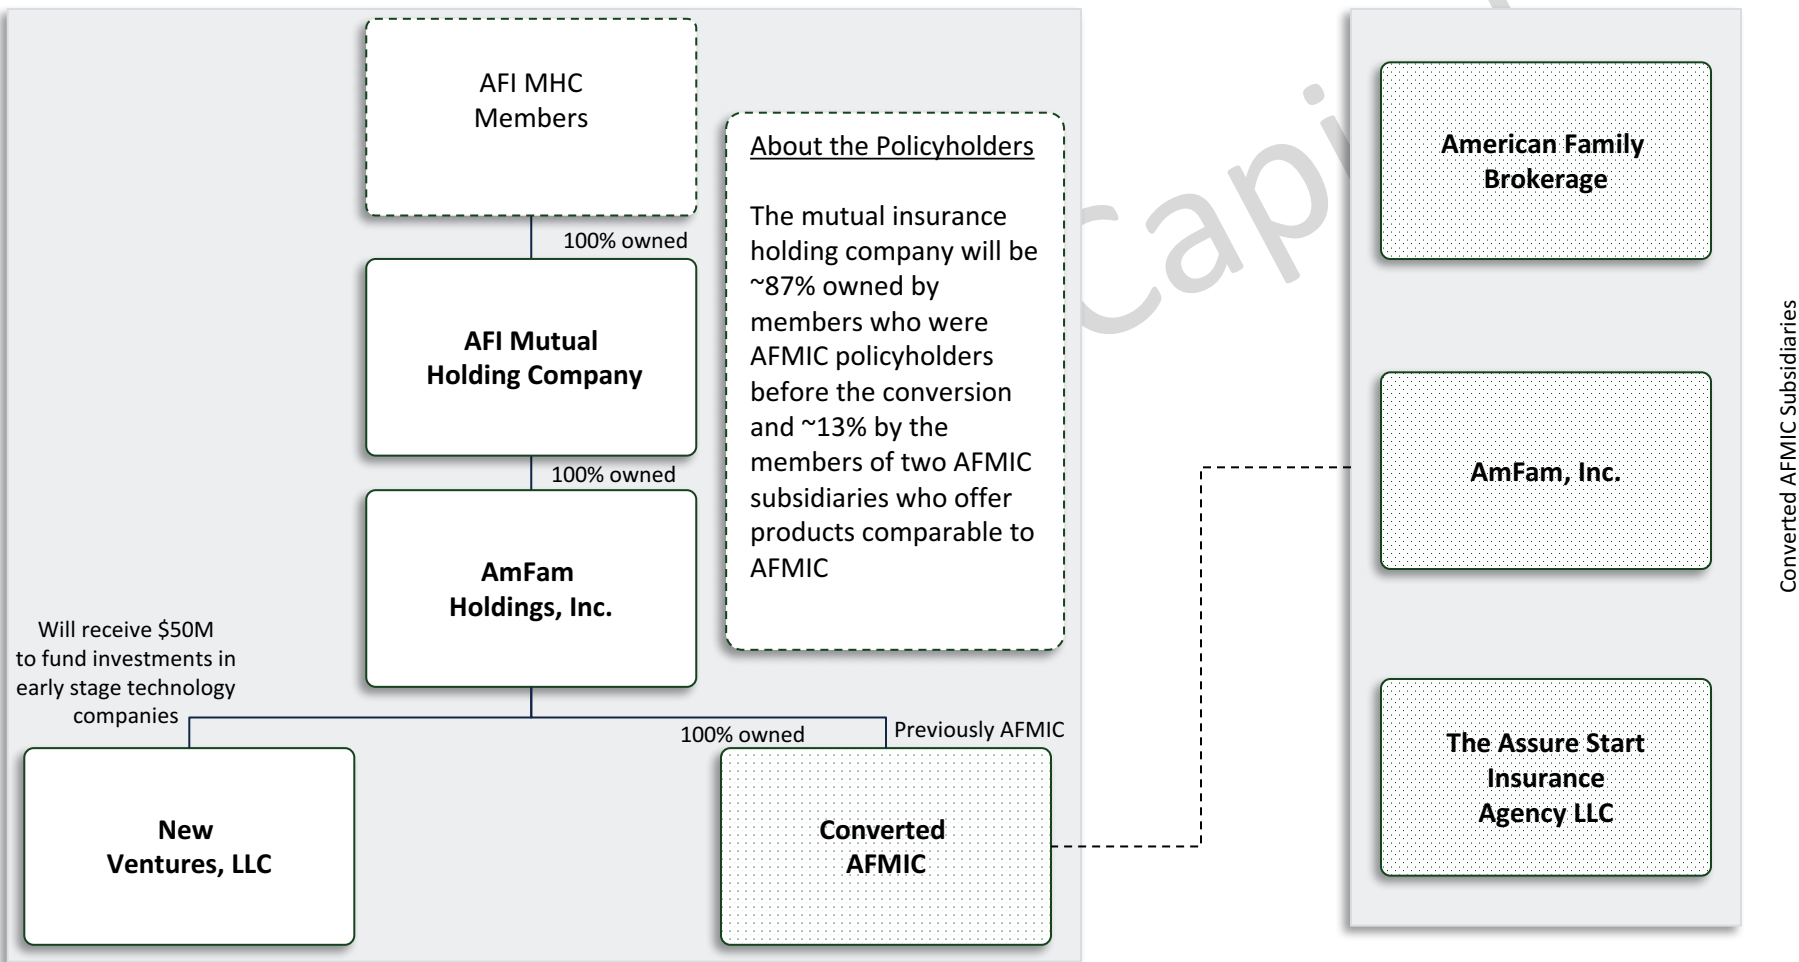 AFI MHC
Members
100% owned
AFI Mutual
Holding Company
100% owned
AmFam
Holdings, Inc.
Will receive $50M
to fund investments in
early stage technology
companies
100% owned
Previously AFMIC
New
Ventures, LLC
Converted
AFMIC
About the Policyholders
The mutual insurance
holding company will be
~87% owned by
members who were
AFMIC policyholders
before the conversion
and ~13% by the
members of two AFMIC
subsidiaries who offer
products comparable to
AFMIC
American Family
Brokerage
AmFam, Inc.
The Assure Start
Insurance
Agency LLC
Converted AFMIC Subsidiaries